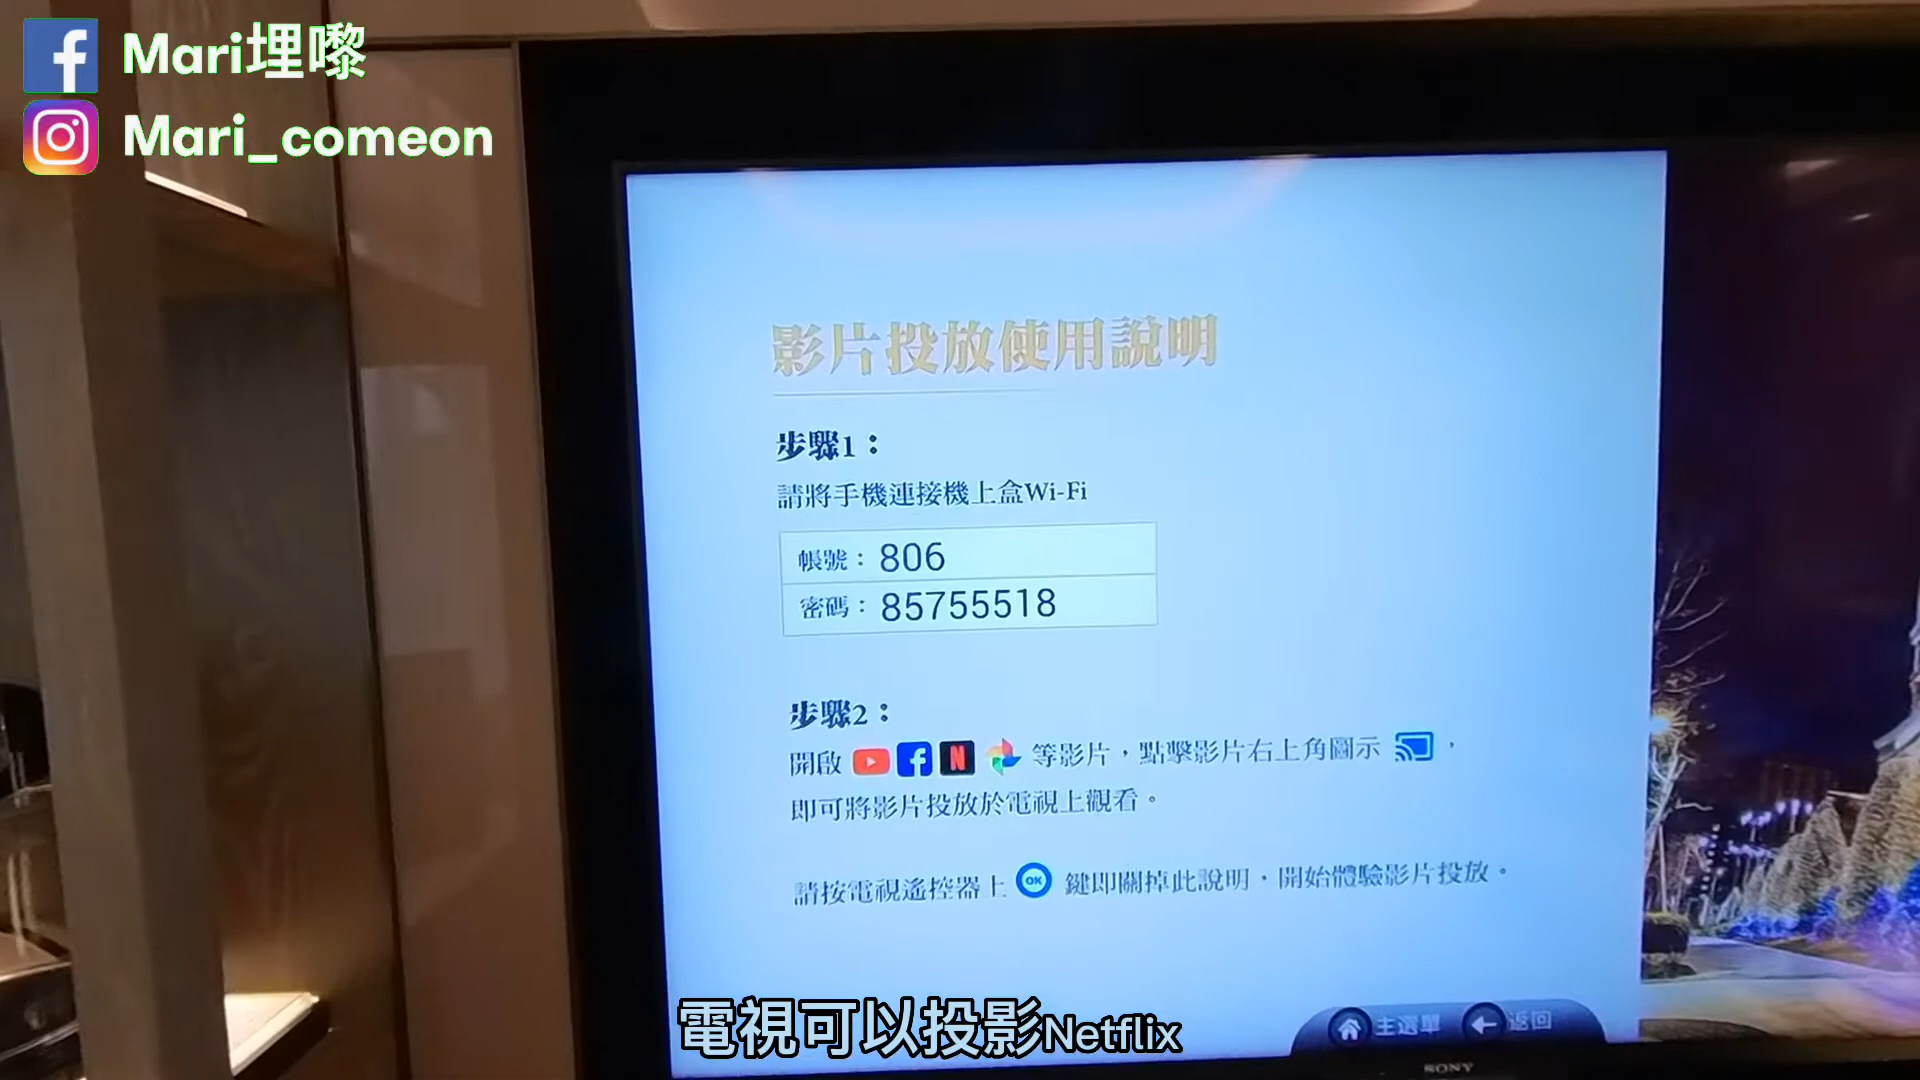 Mari埋嚟
Mari_comeon
影片投放使用說明
步驟1：
請將手機連接機上盒Wi-Fi
帳號：806
密碼：85755518
步驟2：
開啟 等影片，點擊影片右上角圖示 ，
即可將影片投放於電視上觀看。
請按電視遙控器上 OK 鍵即關掉此說明，開始體驗影片投放。
主選單 返回
電視可以投影Netflix
SONY